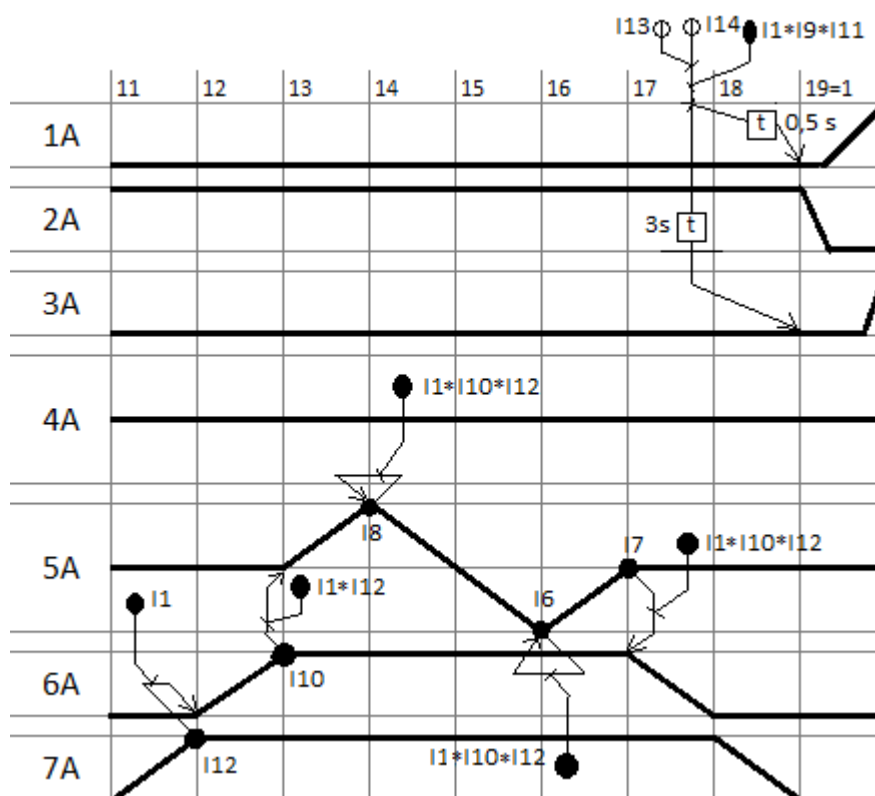 I13 I14 I1*I9*I11
11 12 13 14 15 16 17 18 19=1
1A t 0,5 s
2A
3s t
3A
I1*I10*I12
4A
I8
I7 I1*I10*I12
5A
I1 I1*I12 I6
6A I10
I12 I1*I10*I12
7A